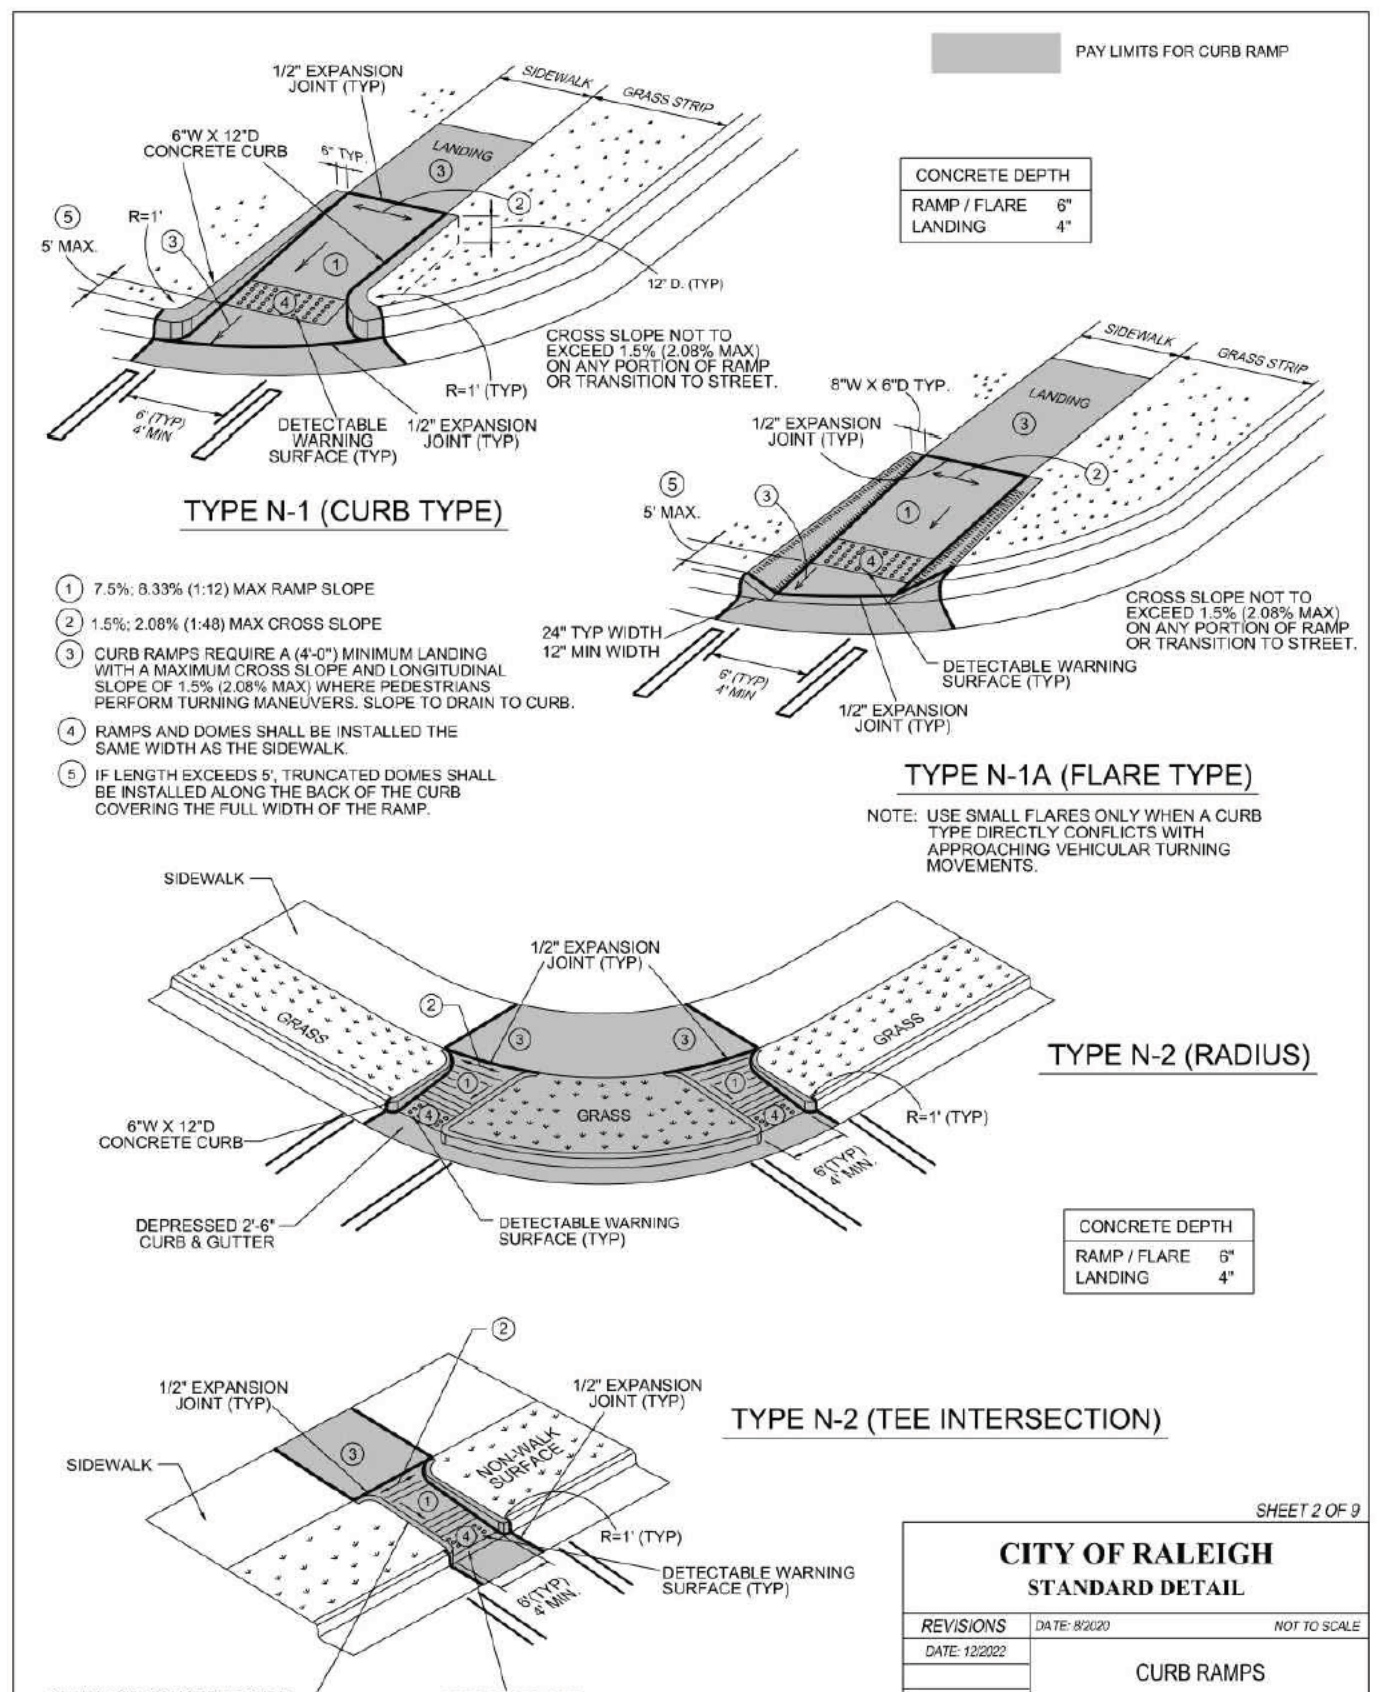 PAY LIMITS FOR CURB RAMP
1/2" EXPANSION
JOINT (TYP)
SIDEWALK
GRASS STRIP
6"W X 12"D
CONCRETE CURB
6" TYP.
LANDING
3
2
5
5' MAX.
R=1'
3
1
4
12" D. (TYP)
CROSS SLOPE NOT TO
EXCEED 1.5% (2.08% MAX)
ON ANY PORTION OF RAMP
OR TRANSITION TO STREET.
R=1' (TYP)
6' (TYP)
4' MIN
DETECTABLE
WARNING
SURFACE (TYP)
1/2" EXPANSION
JOINT (TYP)
TYPE N-1 (CURB TYPE)
CONCRETE DEPTH
RAMP / FLARE 6"
LANDING 4"
SIDEWALK
GRASS STRIP
8"W X 6"D TYP.
1/2" EXPANSION
JOINT (TYP)
LANDING
3
2
5
5' MAX.
3
1
4
24" TYP WIDTH
12" MIN WIDTH
6' (TYP)
4' MIN
CROSS SLOPE NOT TO
EXCEED 1.5% (2.08% MAX)
ON ANY PORTION OF RAMP
OR TRANSITION TO STREET.
DETECTABLE WARNING
SURFACE (TYP)
1/2" EXPANSION
JOINT (TYP)
TYPE N-1A (FLARE TYPE)
NOTE: USE SMALL FLARES ONLY WHEN A CURB
TYPE DIRECTLY CONFLICTS WITH
APPROACHING VEHICULAR TURNING
MOVEMENTS.
1 7.5%; 8.33% (1:12) MAX RAMP SLOPE
2 1.5%; 2.08% (1:48) MAX CROSS SLOPE
3 CURB RAMPS REQUIRE A (4'-0") MINIMUM LANDING
WITH A MAXIMUM CROSS SLOPE AND LONGITUDINAL
SLOPE OF 1.5% (2.08% MAX) WHERE PEDESTRIANS
PERFORM TURNING MANEUVERS. SLOPE TO DRAIN TO CURB.
4 RAMPS AND DOMES SHALL BE INSTALLED THE
SAME WIDTH AS THE SIDEWALK.
5 IF LENGTH EXCEEDS 5', TRUNCATED DOMES SHALL
BE INSTALLED ALONG THE BACK OF THE CURB
COVERING THE FULL WIDTH OF THE RAMP.
SIDEWALK
1/2" EXPANSION
JOINT (TYP)
2
GRASS
3
3
GRASS
1
1
4
GRASS
4
6"W X 12"D
CONCRETE CURB
R=1' (TYP)
6'(TYP)
4' MIN.
DEPRESSED 2'-6"
CURB & GUTTER
DETECTABLE WARNING
SURFACE (TYP)
TYPE N-2 (RADIUS)
CONCRETE DEPTH
RAMP / FLARE 6"
LANDING 4"
2
1/2" EXPANSION
JOINT (TYP)
1/2" EXPANSION
JOINT (TYP)
TYPE N-2 (TEE INTERSECTION)
SIDEWALK
3
NON-WALK
SURFACE
1
4
R=1' (TYP)
DETECTABLE WARNING
SURFACE (TYP)
6'(TYP)
4' MIN.
SHEET 2 OF 9
CITY OF RALEIGH
STANDARD DETAIL
REVISIONS
DATE: 8/2020
NOT TO SCALE
DATE: 12/2022
CURB RAMPS